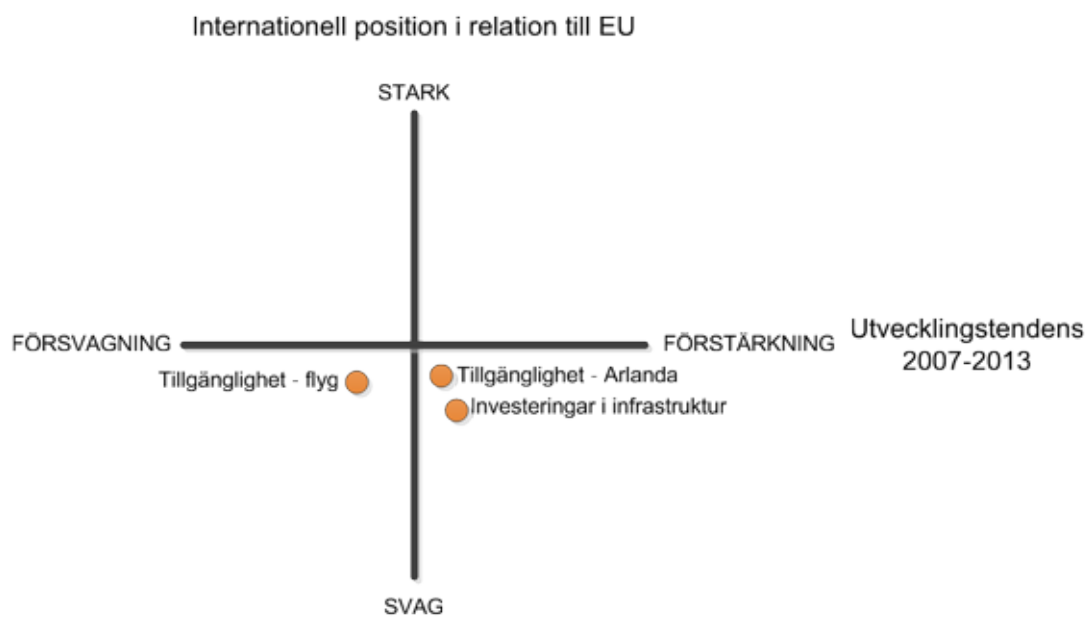 Internationell position i relation till EU
STARK
FÖRSVAGNING
FÖRSTÄRKNING
Utvecklingstendens
2007-2013
Tillgänglighet - flyg
Tillgänglighet - Arlanda
Investeringar i infrastruktur
SVAG